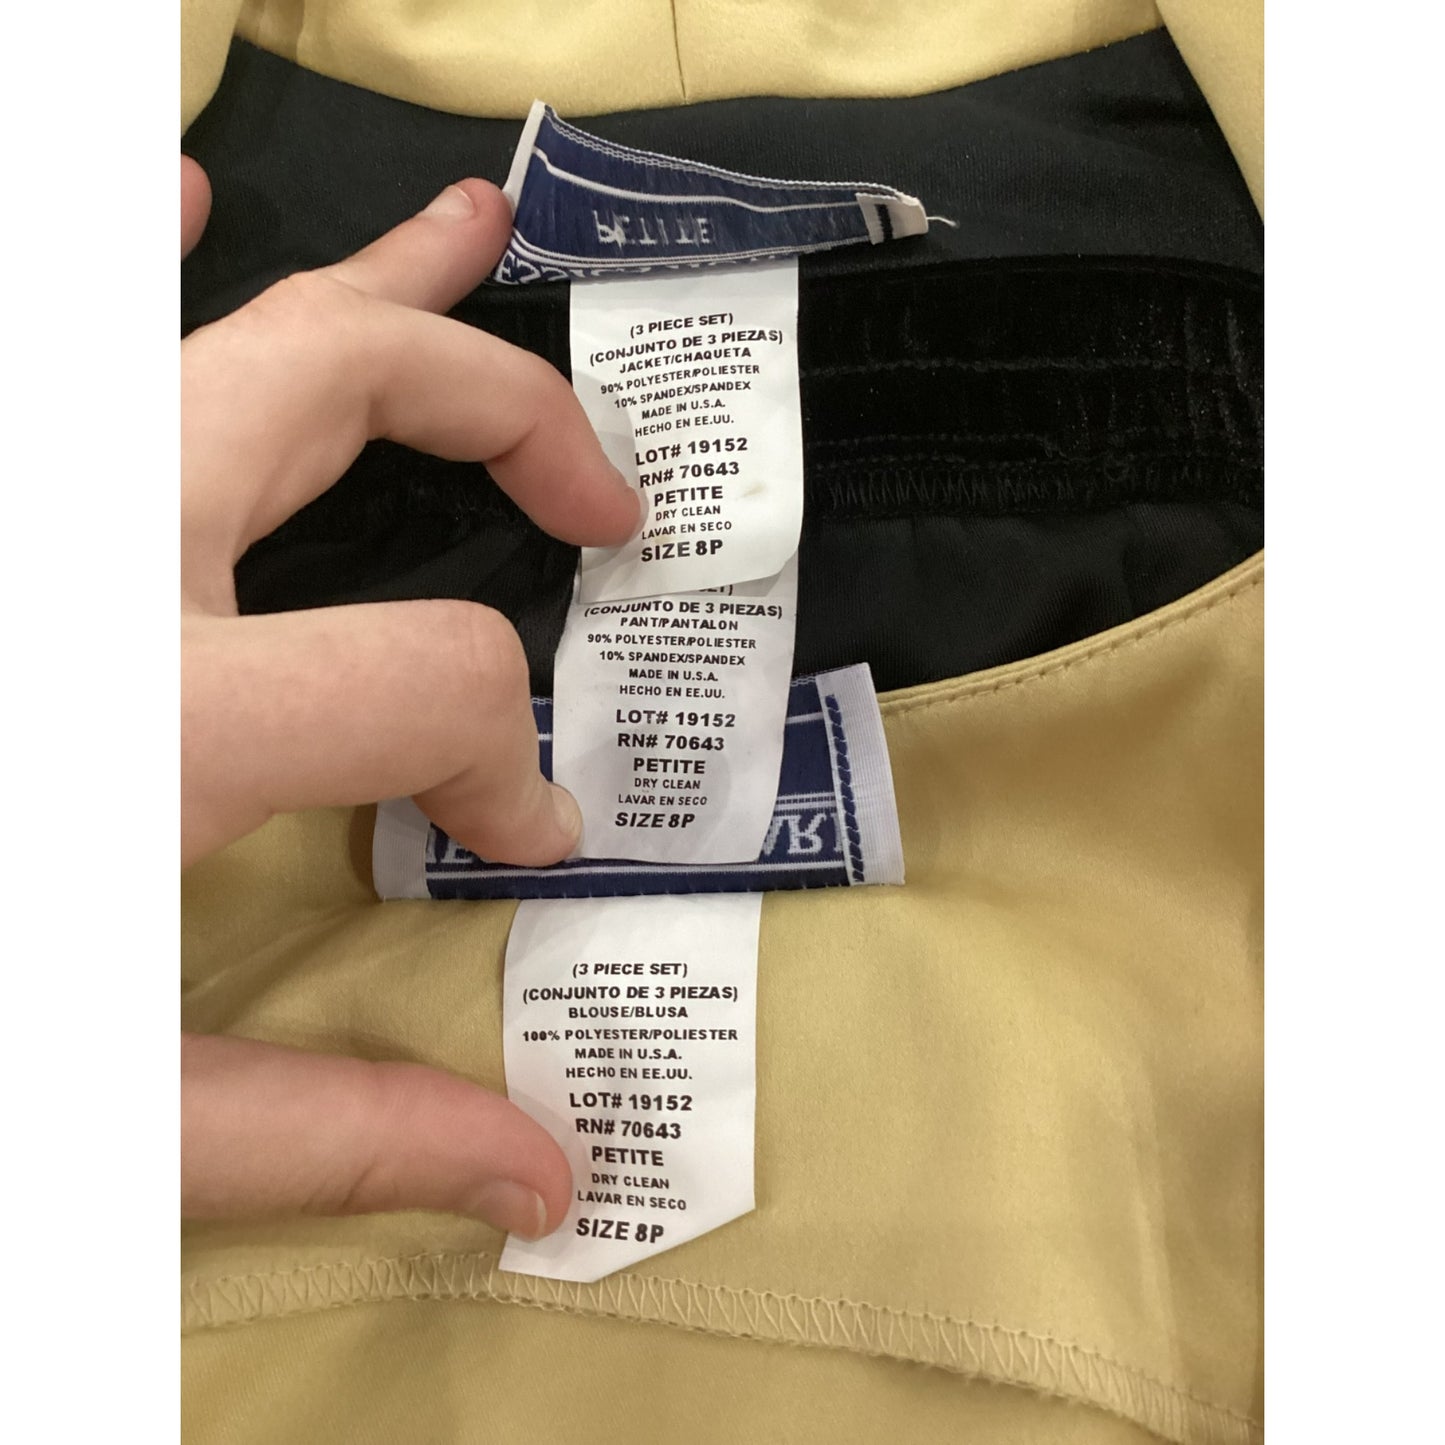 PETITE
(3 PIECE SET)
(CONJUNTO DE 3 PIEZAS)
JACKET/CHAQUETA
90% POLYESTER/POLIESTER
10% SPANDEX/SPANDEX
MADE IN U.S.A.
HECHO EN EE.UU.
LOT# 19152
RN# 70643
PETITE
DRY CLEAN
LAVAR EN SECO
SIZE 8P
(CONJUNTO DE 3 PIEZAS)
PANT/PANTALON
90% POLYESTER/POLIESTER
10% SPANDEX/SPANDEX
MADE IN U.S.A.
HECHO EN EE.UU.
LOT# 19152
RN# 70643
PETITE
DRY CLEAN
LAVAR EN SECO
SIZE 8P
(3 PIECE SET)
(CONJUNTO DE 3 PIEZAS)
BLOUSE/BLUSA
100% POLYESTER/POLIESTER
MADE IN U.S.A.
HECHO EN EE.UU.
LOT# 19152
RN# 70643
PETITE
DRY CLEAN
LAVAR EN SECO
SIZE 8P